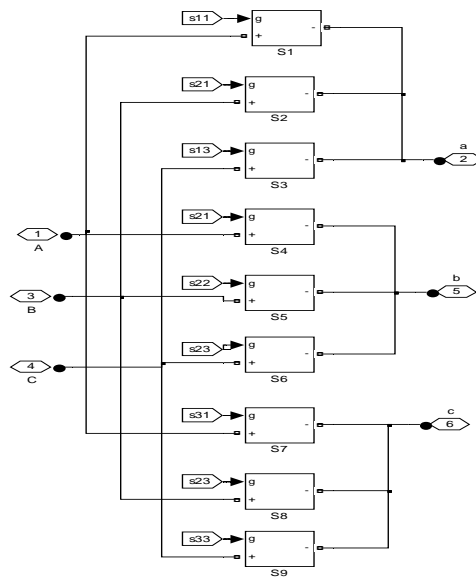 s11
g
-
+
S1
s21
g
-
+
S2
a
s13
g
-
+
2
S3
s21
g
-
1
+
A
S4
b
s22
g
-
5
3
+
B
S5
s23
g
-
4
+
C
S6
c
s31
g
-
6
+
S7
s23
g
-
+
S8
s33
g
-
+
S9